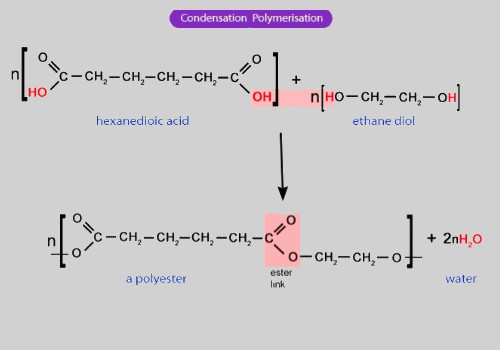 Condensation Polymerisation
n [ O C HO — CH2 — CH2 — CH2 — CH2 — C O OH ] + n [ HO — CH2 — CH2 — OH ]
hexanedioic acid ethane diol
n [ O C — O — CH2 — CH2 — CH2 — CH2 — C O O — CH2 — CH2 — O — ] + 2nH2O
ester
link
a polyester water